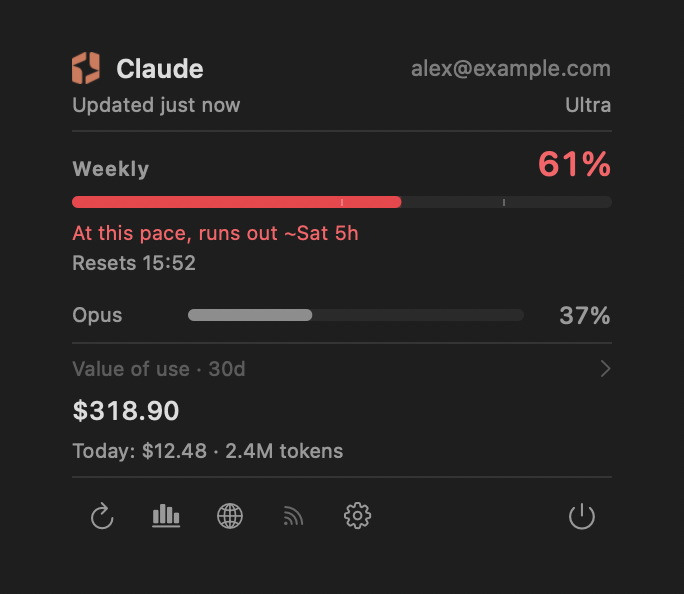 Claude
alex@example.com
Updated just now
Ultra
Weekly
61%
At this pace, runs out ~Sat 5h
Resets 15:52
Opus
37%
Value of use · 30d
$318.90
Today: $12.48 · 2.4M tokens